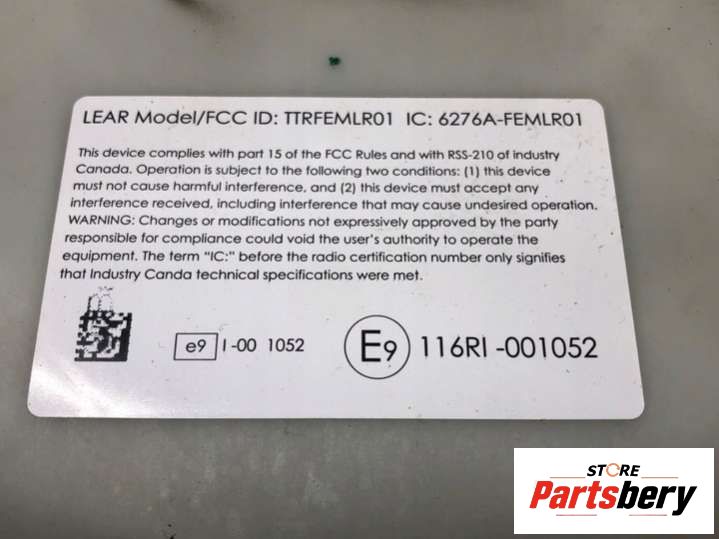 LEAR Model/FCC ID: TTRFEMLR01 IC: 6276A-FEMLR01
This device complies with part 15 of the FCC Rules and with RSS-210 of industry
Canada. Operation is subject to the following two conditions: (1) this device
must not cause harmful interference, and (2) this device must accept any
interference received, including interference that may cause undesired operation.
WARNING: Changes or modifications not expressively approved by the party
responsible for compliance could void the user's authority to operate the
equipment. The term "IC:" before the radio certification number only signifies
that Industry Canda technical specifications were met.
e9 I-00 1052
E9 116RI -001052
STORE
Partsbery